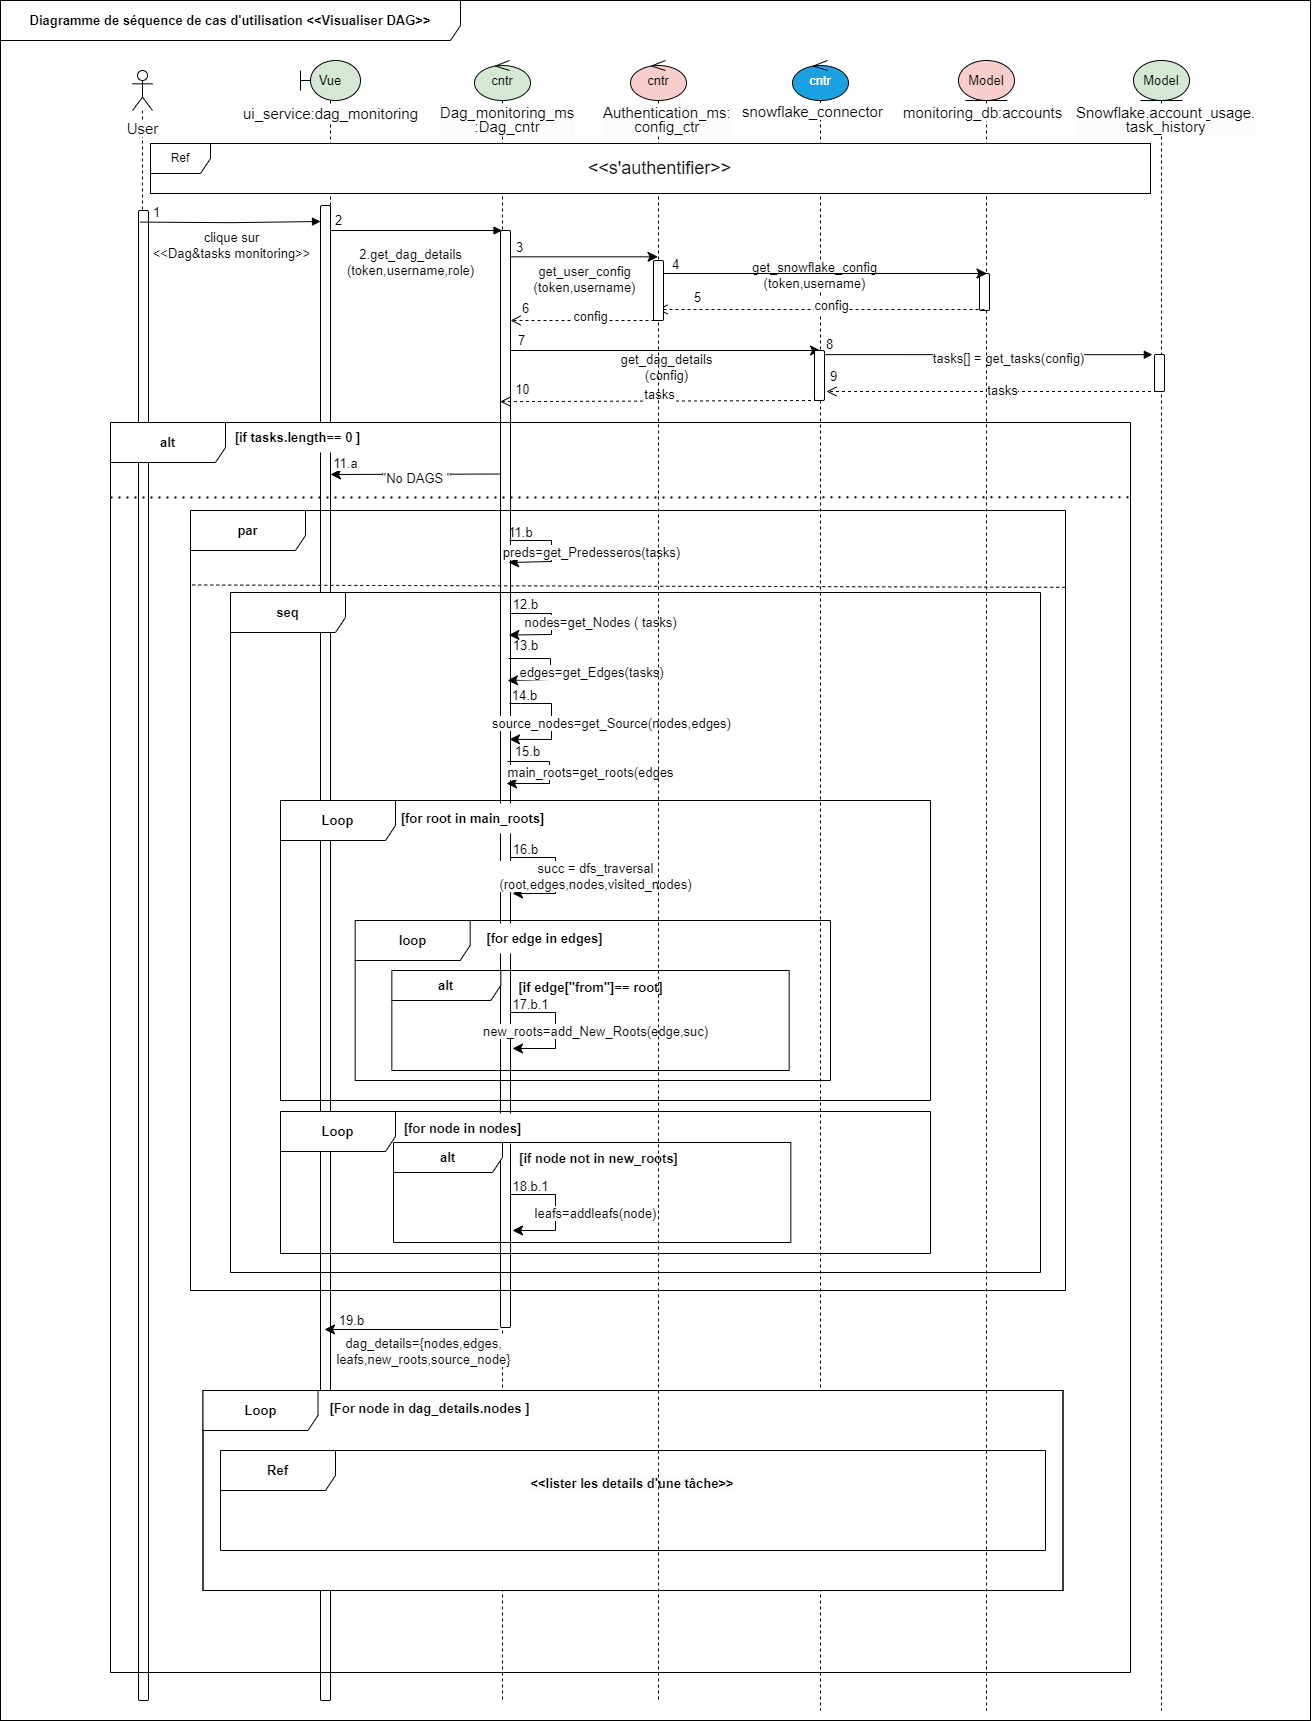 Diagramme de séquence de cas d'utilisation <<Visualiser DAG>>
Vue
cntr
cntr
cntr
Model
Model
User
ui_service:dag_monitoring
Dag_monitoring_ms
:Dag_cntr
Authentication_ms:
config_ctr
snowflake_connector
monitoring_db:accounts
Snowflake.account_usage.
task_history
Ref
<<s'authentifier>>
1
clique sur
<<Dag&tasks monitoring>>
2
2.get_dag_details
(token,username,role)
3
get_user_config
(token,username)
4
get_snowflake_config
(token,username)
5
config
6
config
7
get_dag_details
(config)
8
tasks[] = get_tasks(config)
9
tasks
10
tasks
alt
[if tasks.length== 0 ]
11.a
"No DAGS "
par
11.b
preds=get_Predesseros(tasks)
seq
12.b
nodes=get_Nodes ( tasks)
13.b
edges=get_Edges(tasks)
14.b
source_nodes=get_Source(nodes,edges)
15.b
main_roots=get_roots(edges
Loop
[for root in main_roots]
16.b
succ = dfs_traversal
(root,edges,nodes,visited_nodes)
loop
[for edge in edges]
alt
[if edge["from"]== root]
17.b.1
new_roots=add_New_Roots(edge,suc)
Loop
[for node in nodes]
alt
[if node not in new_roots]
18.b.1
leafs=addleafs(node)
19.b
dag_details={nodes,edges,
leafs,new_roots,source_node}
Loop
[For node in dag_details.nodes ]
Ref
<<lister les details d'une tâche>>